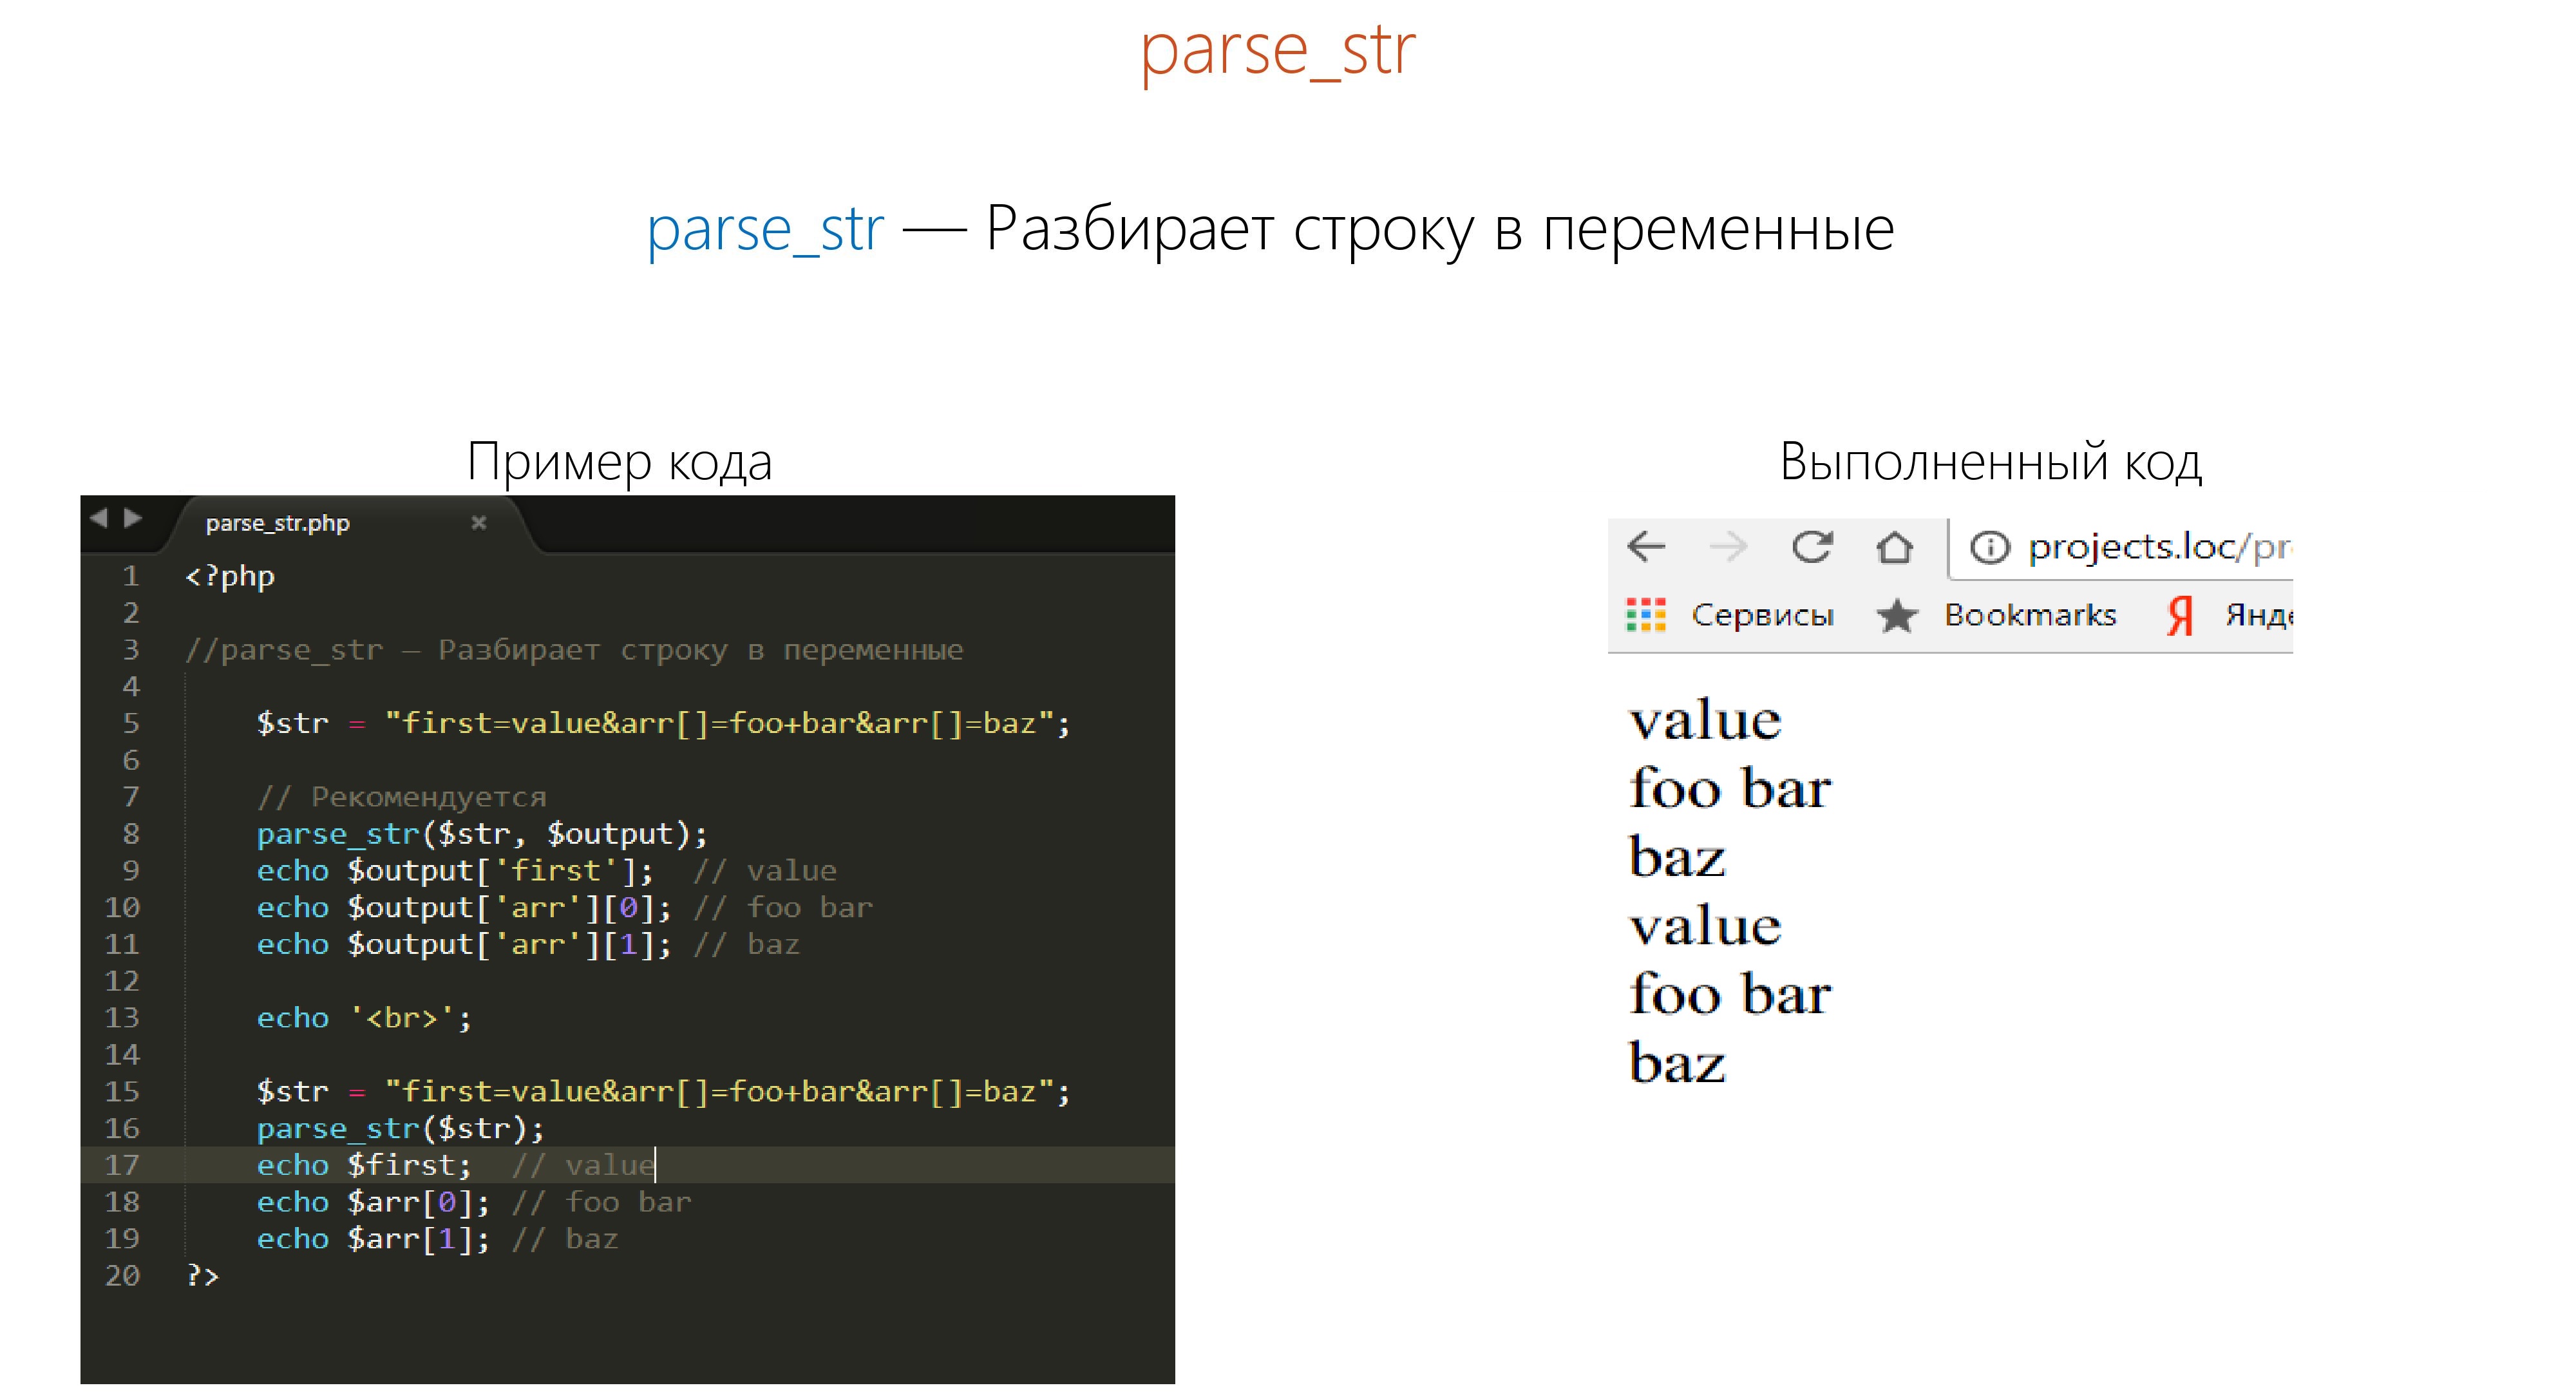 parse_str
parse_str — Разбирает строку в переменные
Пример кода
parse_str.php ×
1 <?php
2
3 //parse_str — Разбирает строку в переменные
4
5 $str = "first=value&arr[]=foo+bar&arr[]=baz";
6
7 // Рекомендуется
8 parse_str($str, $output);
9 echo $output['first'];  // value
10 echo $output['arr'][0]; // foo bar
11 echo $output['arr'][1]; // baz
12
13 echo '<br>';
14
15 $str = "first=value&arr[]=foo+bar&arr[]=baz";
16 parse_str($str);
17 echo $first;  // value
18 echo $arr[0]; // foo bar
19 echo $arr[1]; // baz
20 ?>
Выполненный код
projects.loc/pr
Сервисы Bookmarks Я Янде
value
foo bar
baz
value
foo bar
baz